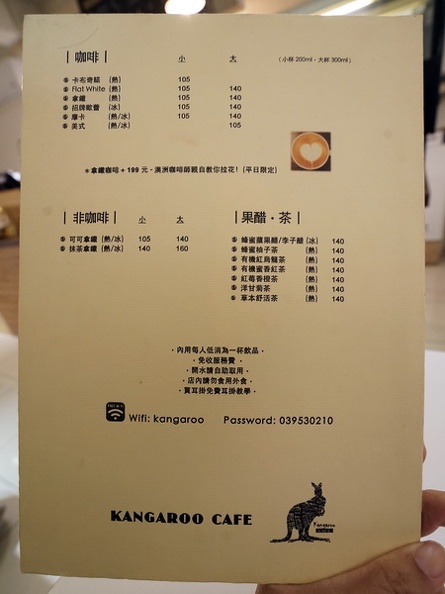 ｜咖啡｜ 小 大 (小杯 200ml，大杯 300ml)
卡布奇諾 (熱) 105
Flat White (熱) 105 140
拿鐵 (熱) 105 140
招牌歐蕾 (冰) 105 140
摩卡 (熱/冰) 105 140
美式 (熱/冰) 105
＊拿鐵咖啡＋199 元，澳洲咖啡師親自教你拉花！(平日限定)
｜非咖啡｜ 小 大
可可拿鐵 (熱/冰) 105 140
抹茶拿鐵 (熱/冰) 140 160
｜果醋・茶｜
蜂蜜蘋果醋/李子醋 (冰) 140
蜂蜜柚子茶 (熱) 140
有機紅烏龍茶 (熱) 140
有機蜜香紅茶 (熱) 140
紅莓香橙茶 (熱) 140
洋甘菊茶 (熱) 140
草本舒活茶 (熱) 140
・內用每人低消為一杯飲品・
・免收服務費・
・開水請自助取用・
・店內請勿食用外食・
・買耳掛免費耳掛教學・
FREE Wi-Fi
Wifi: kangaroo Password: 039530210
KANGAROO CAFE
Kangaroo
CAFE